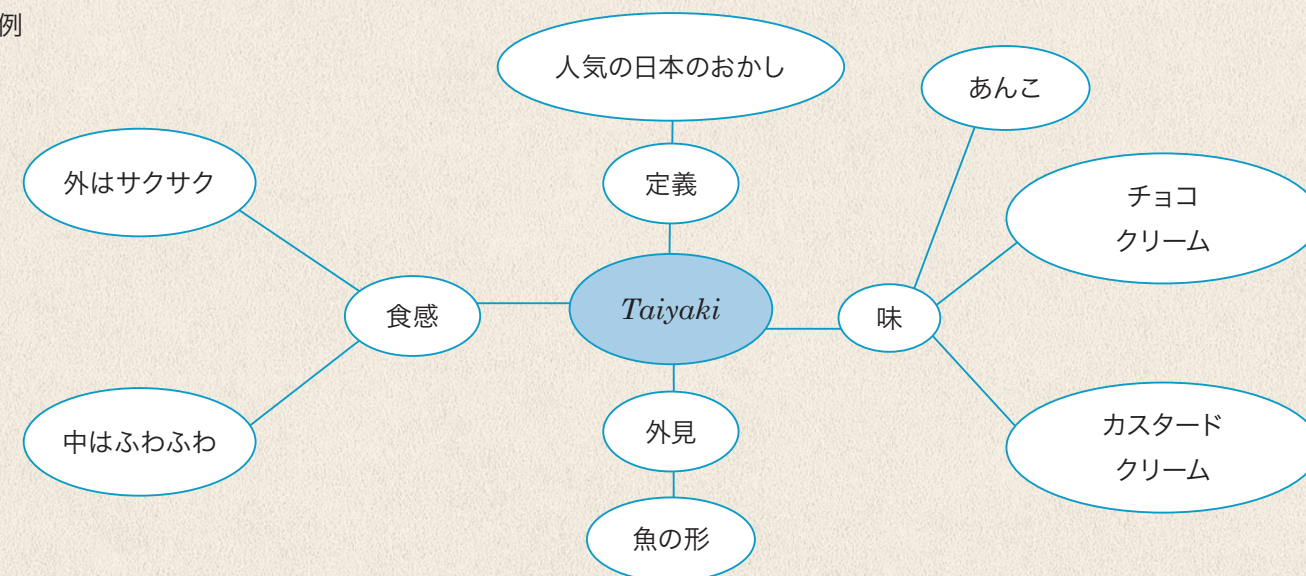 例
人気の日本のおかし
定義
Taiyaki
食感
外はサクサク
中はふわふわ
外見
魚の形
味
あんこ
チョコ
クリーム
カスタード
クリーム